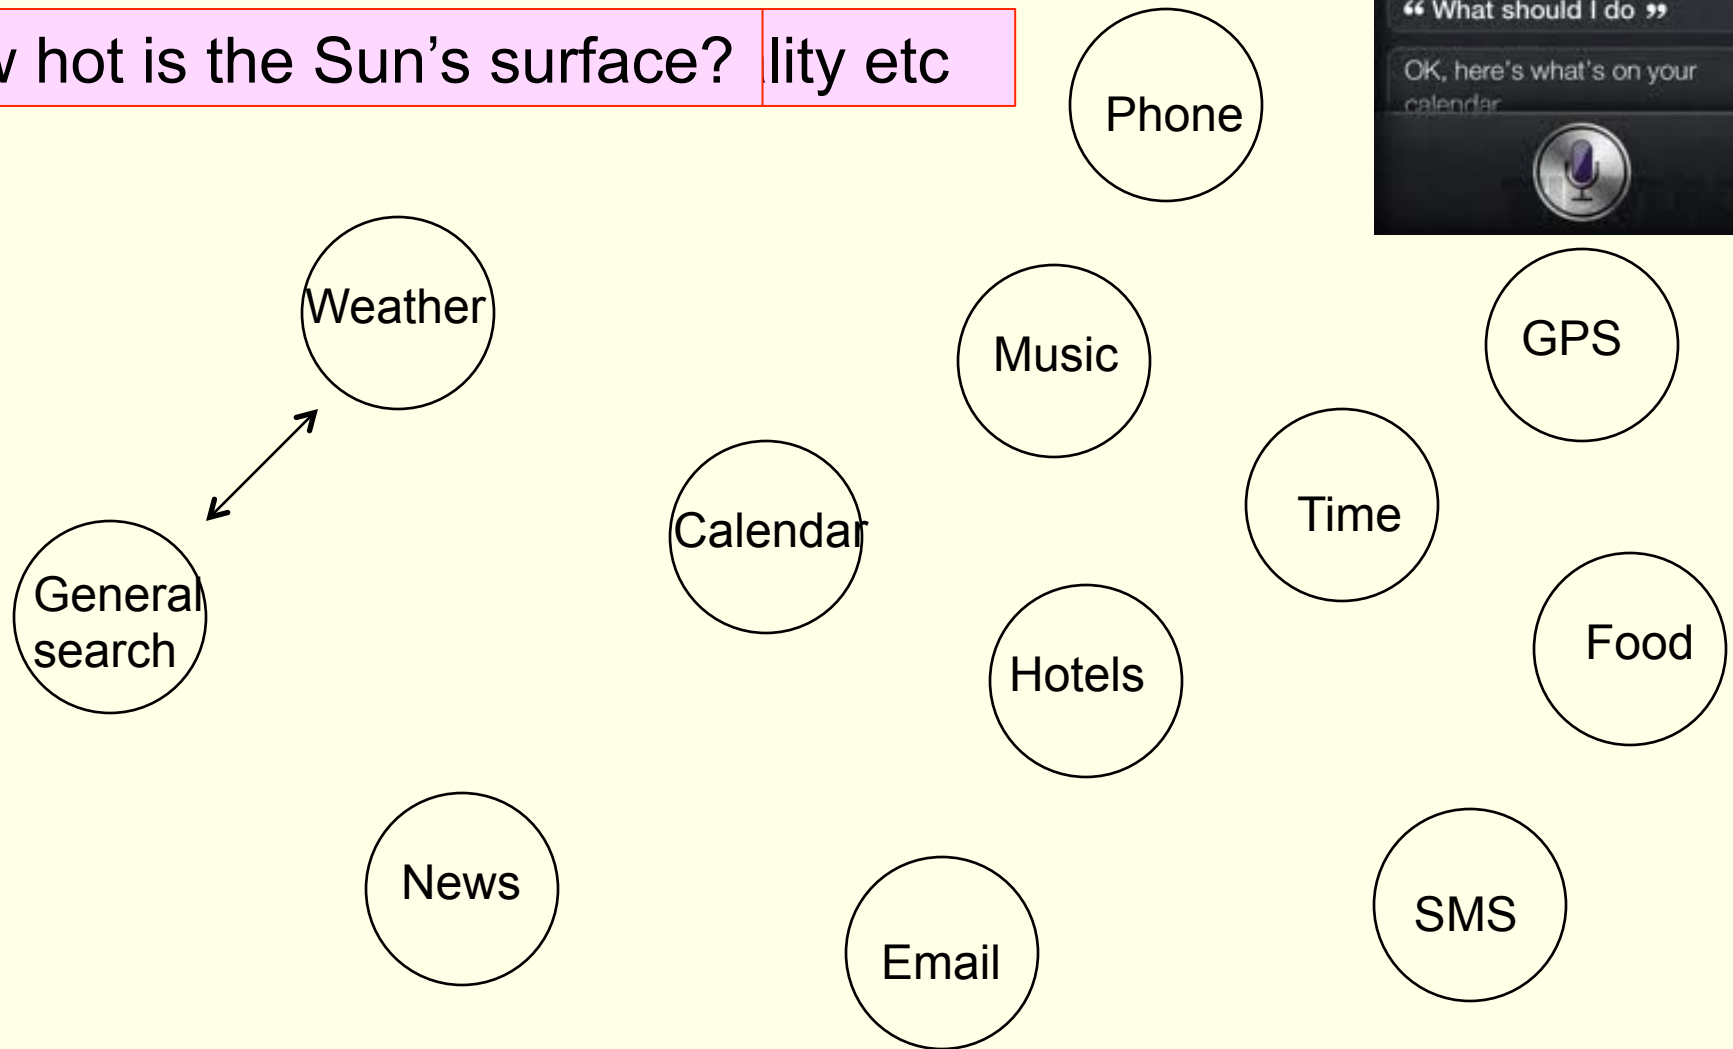 hot is the Sun's surface?
etc
“ What should I do ”
OK, here's what's on your
calendar
Phone
Weather
Music
GPS
Calendar
Time
General
search
Hotels
Food
News
Email
SMS